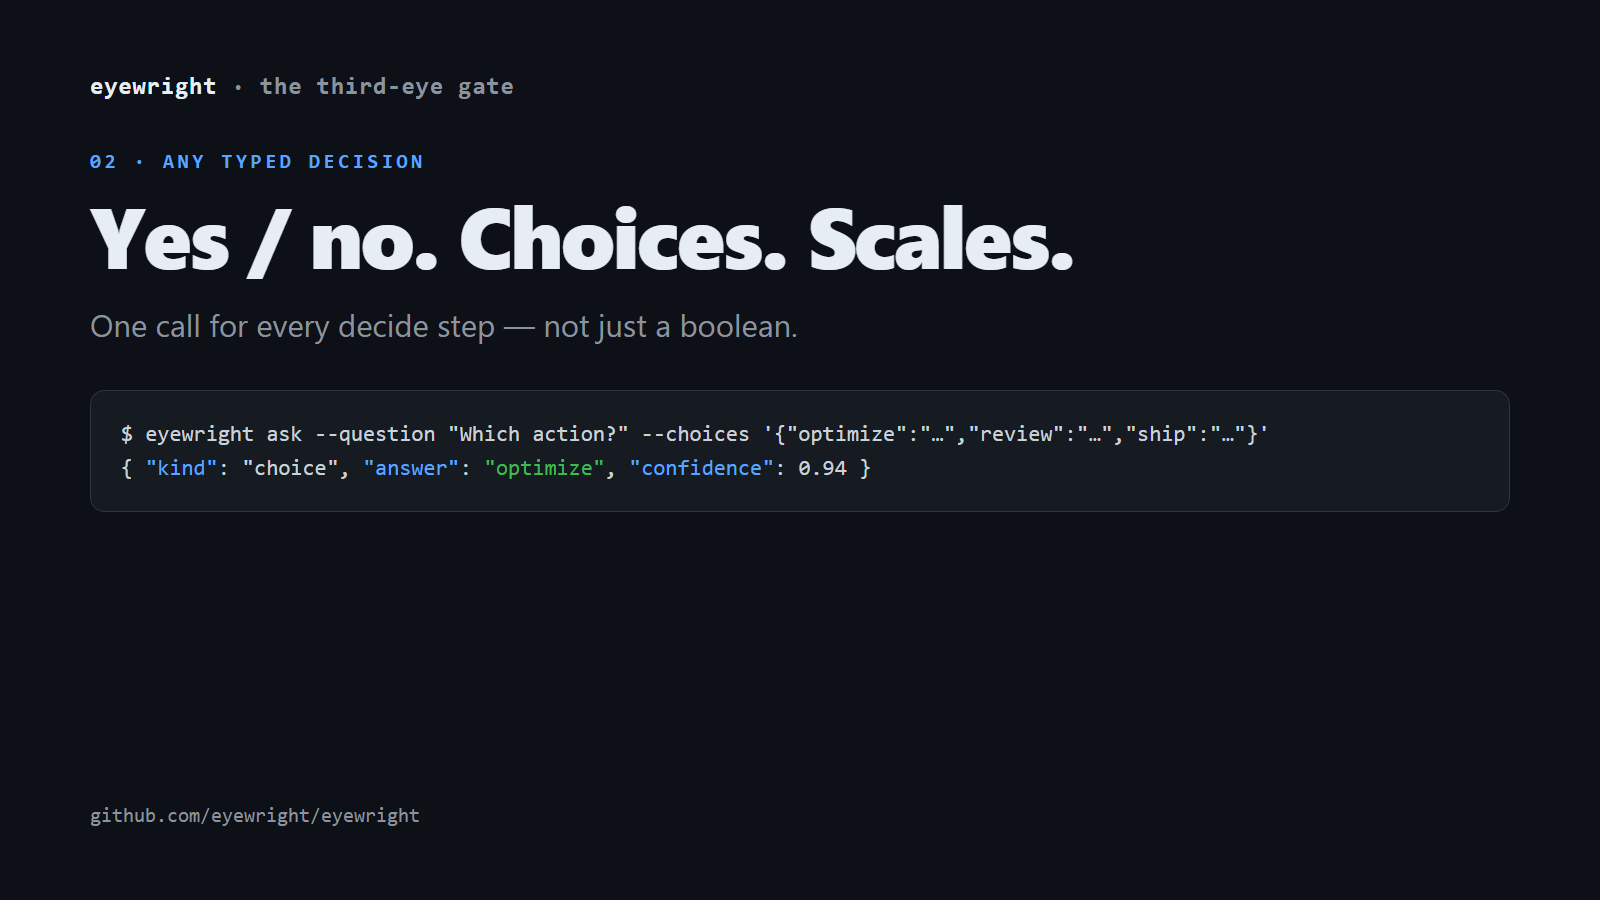 eyewright · the third-eye gate
02 · ANY TYPED DECISION
Yes / no. Choices. Scales.
One call for every decide step — not just a boolean.
$ eyewright ask --question "Which action?" --choices '{"optimize":"…","review":"…","ship":"…"}'
{ "kind": "choice", "answer": "optimize", "confidence": 0.94 }
github.com/eyewright/eyewright